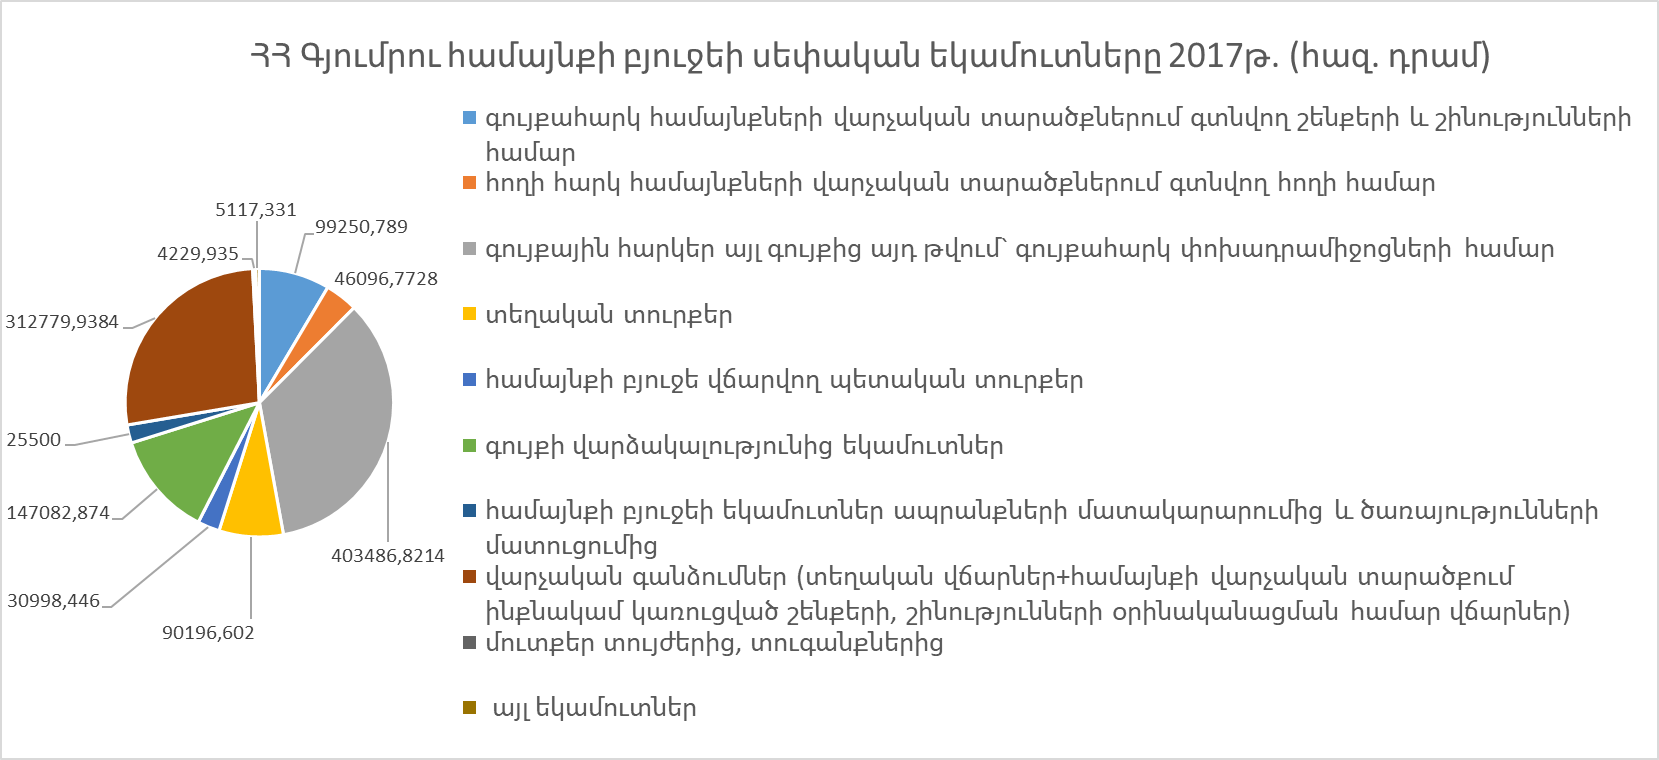 ՀՀ Գյումրու համայնքի բյուջեի սեփական եկամուտները 2017թ. (հազ. դրամ)
գույքահարկ համայնքների վարչական տարածքներում գտնվող շենքերի և շինությունների
համար
հողի հարկ համայնքների վարչական տարածքներում գտնվող հողի համար
գույքային հարկեր այլ գույքից այդ թվում՝ գույքահարկ փոխադրամիջոցների համար
տեղական տուրքեր
համայնքի բյուջե վճարվող պետական տուրքեր
գույքի վարձակալությունից եկամուտներ
համայնքի բյուջեի եկամուտներ ապրանքների մատակարարումից և ծառայությունների
մատուցումից
վարչական գանձումներ (տեղական վճարներ+համայնքի վարչական տարածքում
ինքնակամ կառուցված շենքերի, շինությունների օրինականացման համար վճարներ)
մուտքեր տույժերից, տուգանքներից
այլ եկամուտներ
5117,331
99250,789
4229,935
46096,7728
312779,9384
25500
147082,874
403486,8214
30998,446
90196,602